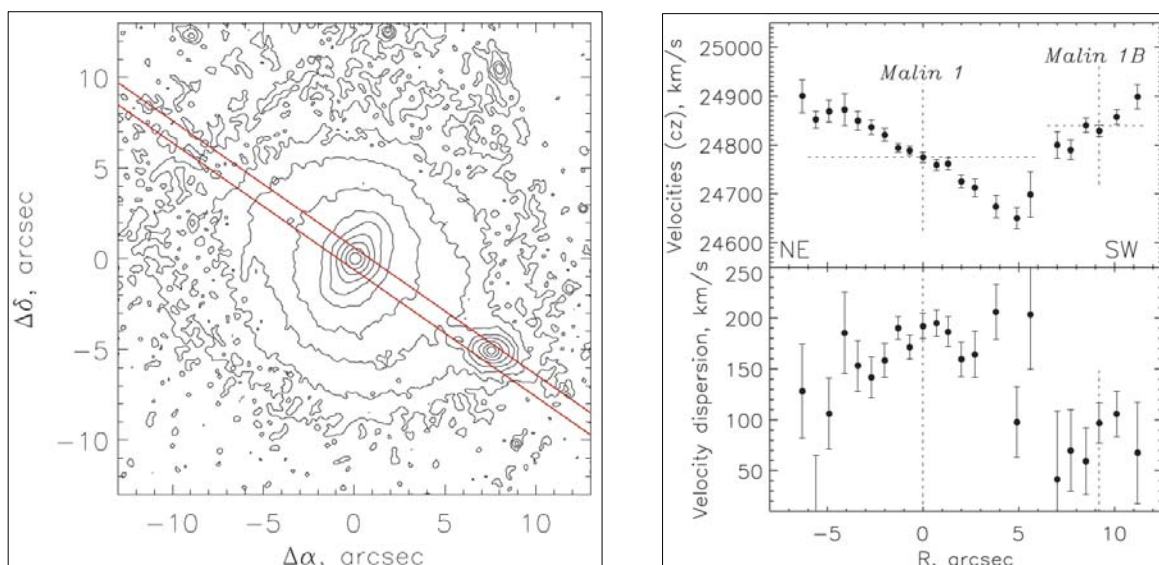 10
5
0
−5
−10
Δδ, arcsec
−10 −5 0 5 10
Δα, arcsec
Velocities (cz), km/s
25000
24900
24800
24700
24600
Malin 1
Malin 1B
NE
SW
Velocity dispersion, km/s
250
200
150
100
50
−5 0 5 10
R, arcsec